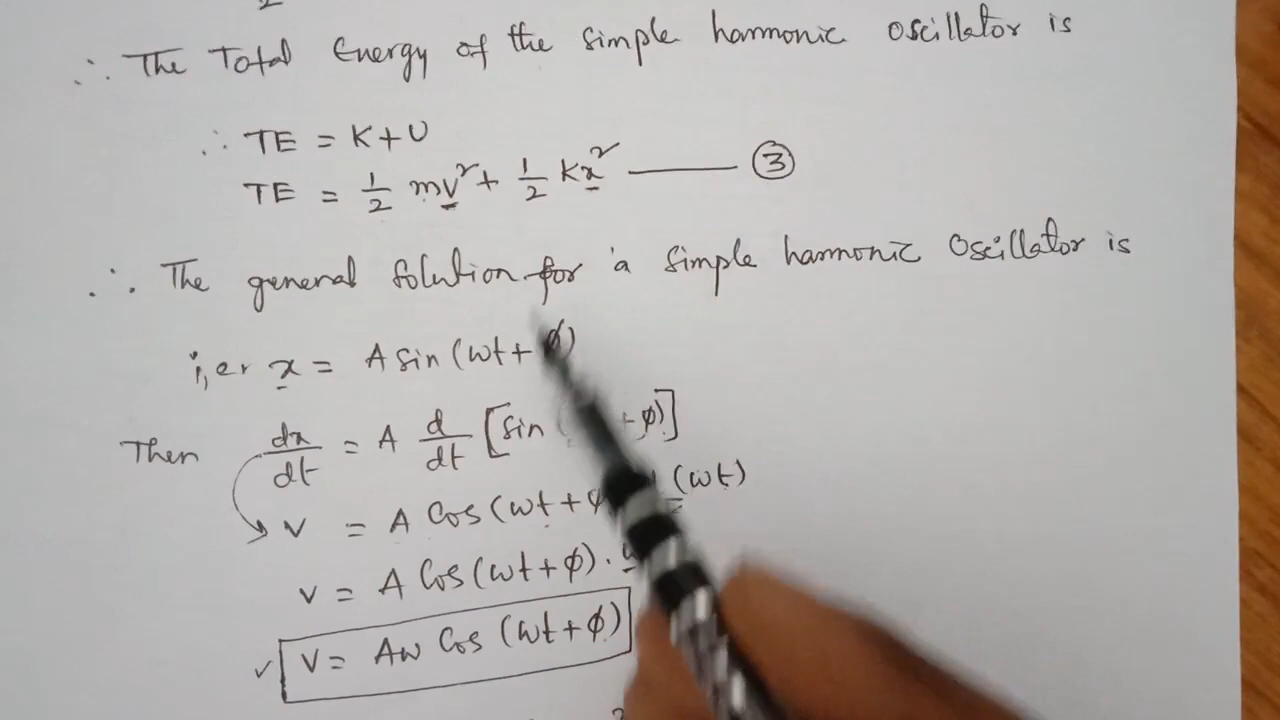 ∴ The Total Energy of the Simple harmonic Oscillator is
∴ TE = K+U
TE = 1/2 mv² + 1/2 Kx² ——— ③
∴ The general Solution for a Simple harmonic Oscillator is
i,e, x = A Sin (ωt + φ)
Then dx/dt = A d/dt [Sin + φ)]
v = A Cos (ωt + φ (ωt)
v = A Cos (ωt + φ) .
✓ V = Aω Cos (ωt + φ)